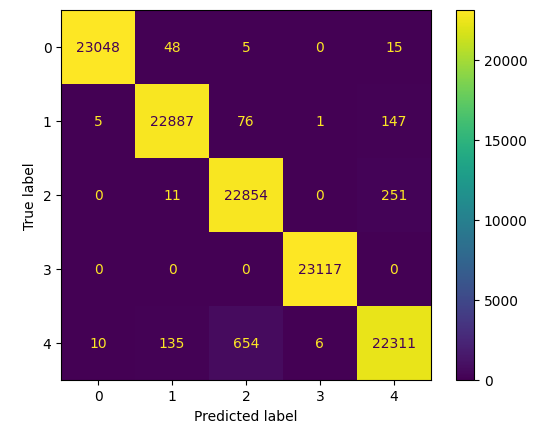 0 23048 48 5 0 15
1 5 22887 76 1 147
2 0 11 22854 0 251
3 0 0 0 23117 0
4 10 135 654 6 22311
0 1 2 3 4
Predicted label
True label
20000
15000
10000
5000
0